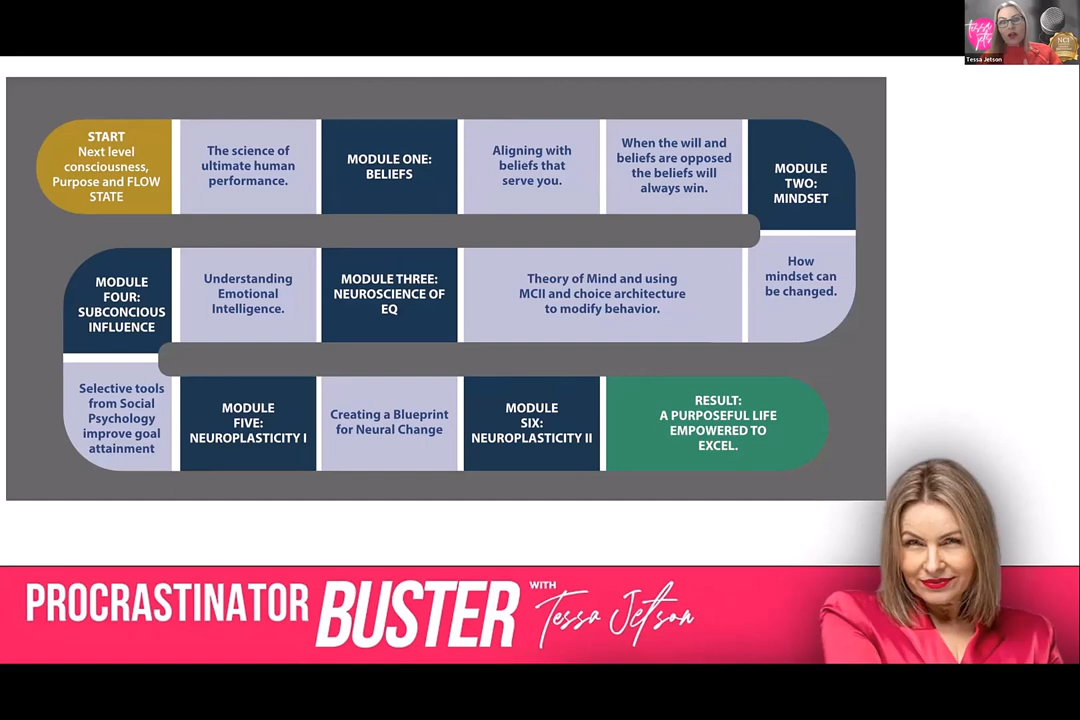 tessa
NCI
Tessa Jetson
START
Next level
consciousness,
Purpose and FLOW
STATE
The science of
ultimate human
performance.
MODULE ONE:
BELIEFS
Aligning with
beliefs that
serve you.
When the will and
beliefs are opposed
the beliefs will
always win.
MODULE
TWO:
MINDSET
How
mindset can
be changed.
Theory of Mind and using
MCII and choice architecture
to modify behavior.
MODULE THREE:
NEUROSCIENCE OF
EQ
Understanding
Emotional
Intelligence.
MODULE
FOUR:
SUBCONCIOUS
INFLUENCE
Selective tools
from Social
Psychology
improve goal
attainment
MODULE
FIVE:
NEUROPLASTICITY I
Creating a Blueprint
for Neural Change
MODULE
SIX:
NEUROPLASTICITY II
RESULT:
A PURPOSEFUL LIFE
EMPOWERED TO
EXCEL.
PROCRASTINATOR BUSTER WITH Tessa Jetson